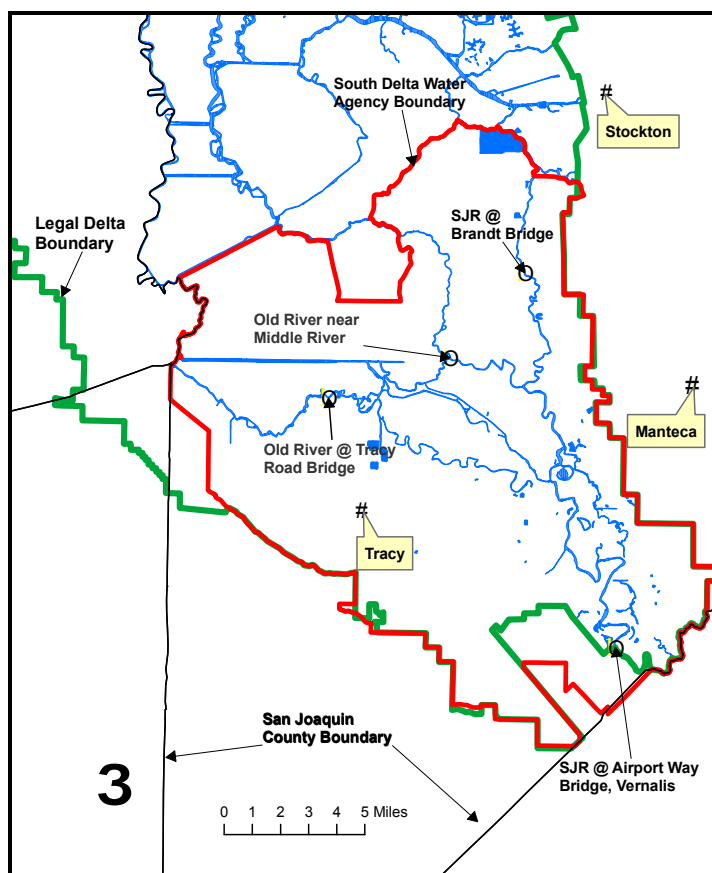 South Delta Water
Agency Boundary
#
Stockton
Legal Delta
Boundary
SJR @
Brandt Bridge
Old River near
Middle River
#
Manteca
Old River @ Tracy
Road Bridge
#
Tracy
San Joaquin
County Boundary
3
SJR @ Airport Way
Bridge, Vernalis
0 1 2 3 4 5 Miles